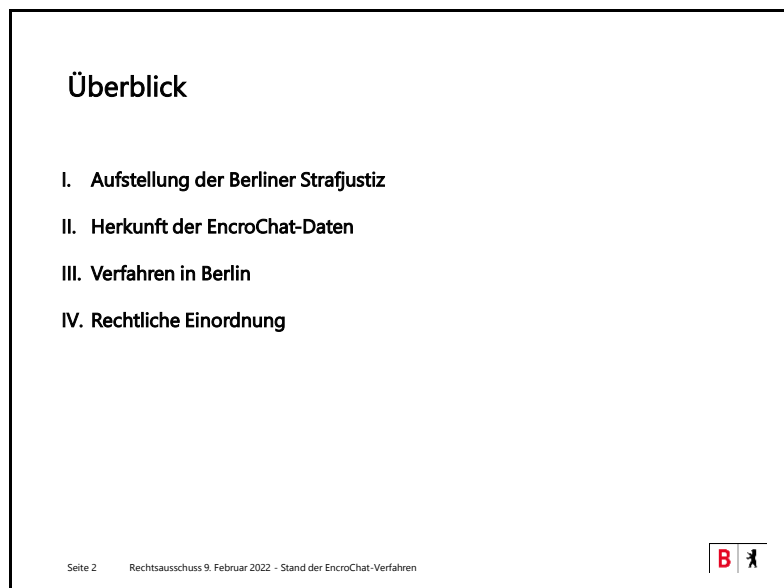 Überblick
I. Aufstellung der Berliner Strafjustiz
II. Herkunft der EncroChat-Daten
III. Verfahren in Berlin
IV. Rechtliche Einordnung
Seite 2 Rechtsausschuss 9. Februar 2022 - Stand der EncroChat-Verfahren
B